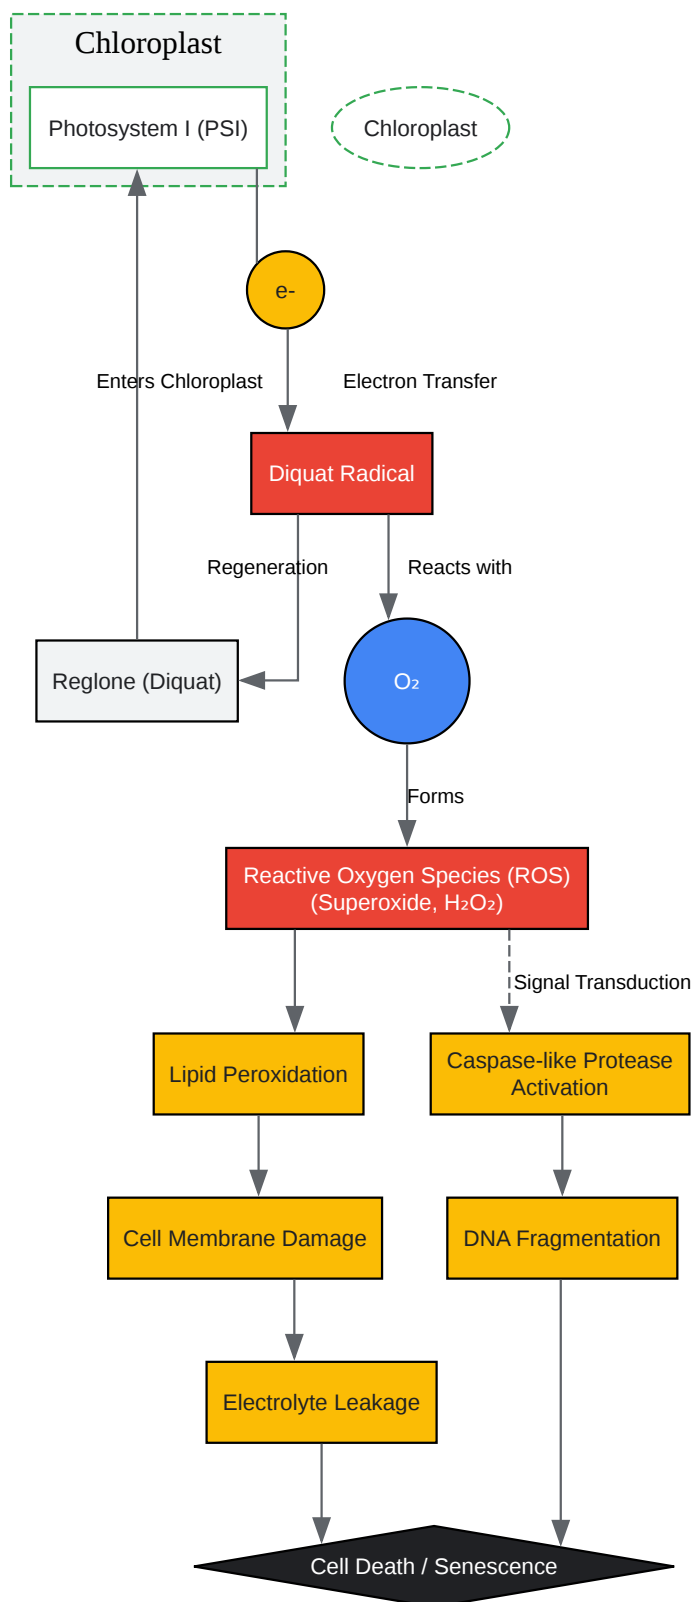 Chloroplast
Photosystem I (PSI)
Chloroplast
e-
Enters Chloroplast
Electron Transfer
Diquat Radical
Regeneration
Reacts with
Reglone (Diquat)
O₂
Forms
Reactive Oxygen Species (ROS)
(Superoxide, H₂O₂)
Signal Transduction
Lipid Peroxidation
Caspase-like Protease
Activation
Cell Membrane Damage
DNA Fragmentation
Electrolyte Leakage
Cell Death / Senescence